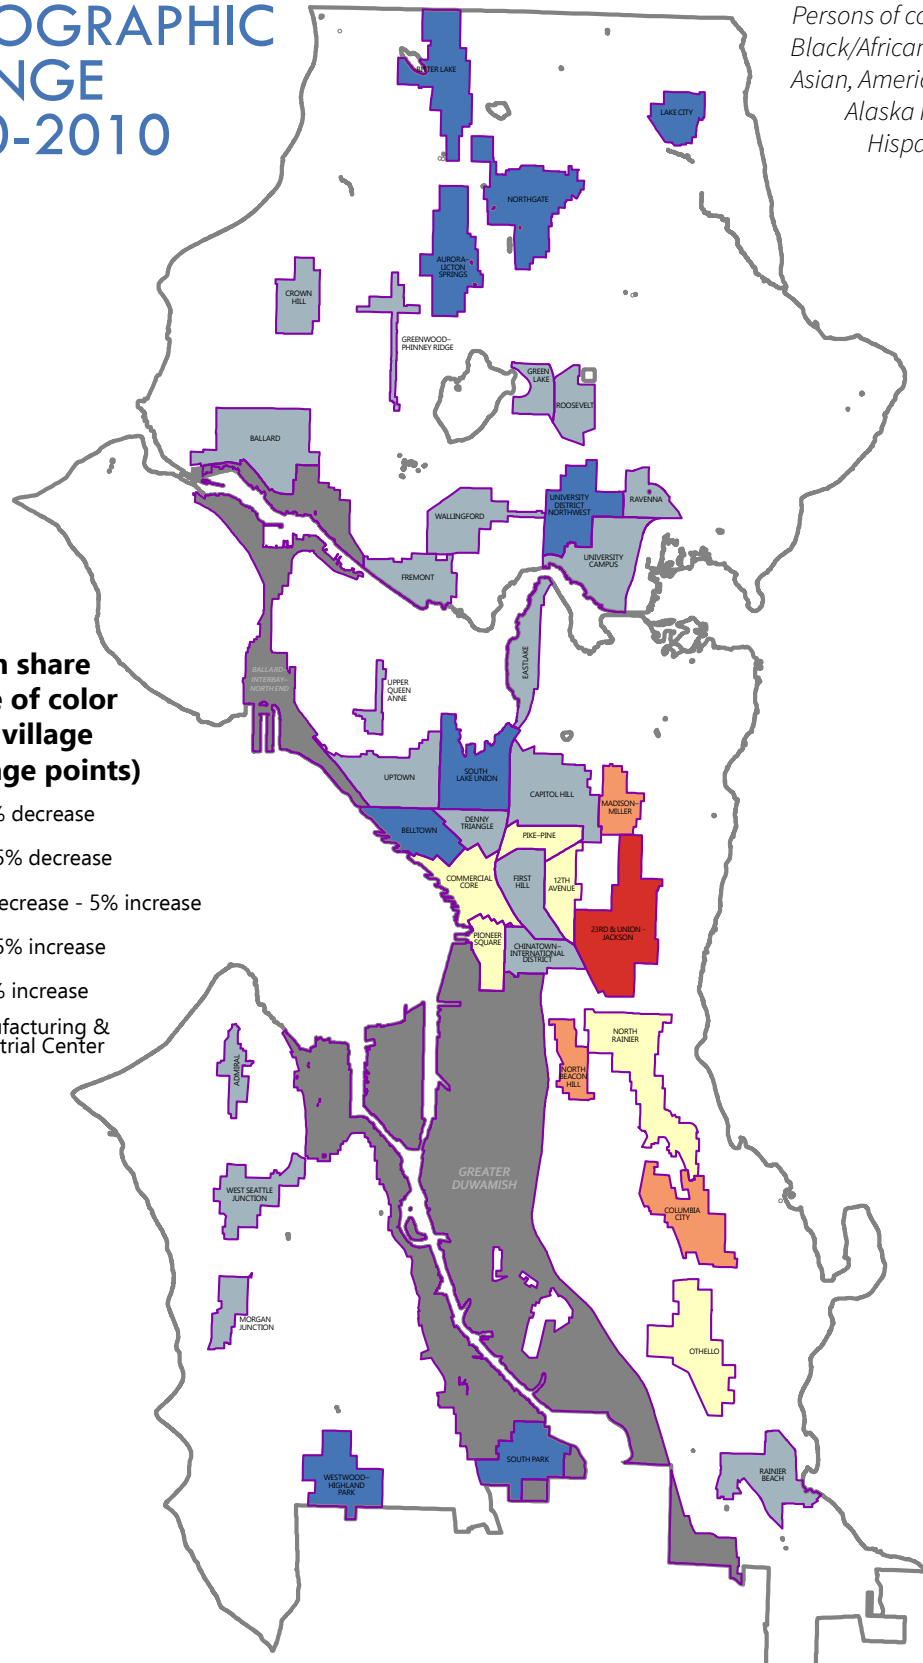 OGRAPHIC
NGE
0-2010
Persons of co
Black/African
Asian, Americ
Alaska
Hispa
BITTER LAKE
LAKE CITY
NORTHGATE
AURORA–
LICTON
SPRINGS
CROWN
HILL
GREENWOOD–
PHINNEY RIDGE
GREEN
LAKE
ROOSEVELT
BALLARD
WALLINGFORD
UNIVERSITY
DISTRICT
NORTHWEST
RAVENNA
UNIVERSITY
CAMPUS
FREMONT
EASTLAKE
BALLARD–
INTERBAY–
NORTHEND
UPPER
QUEEN
ANNE
n share
e of color
village
ge points)
% decrease
5% decrease
ecrease - 5% increase
5% increase
% increase
ufacturing &
strial Center
UPTOWN
SOUTH
LAKE UNION
CAPITOL HILL
MADISON–
MILLER
BELLTOWN
DENNY
TRIANGLE
PIKE–PINE
COMMERCIAL
CORE
FIRST
HILL
12TH
AVENUE
PIONEER
SQUARE
CHINATOWN–
INTERNATIONAL
DISTRICT
23RD & UNION -
JACKSON
NORTH
RAINIER
NORTH
BEACON
HILL
ADMIRAL
GREATER
DUWAMISH
WEST SEATTLE
JUNCTION
COLUMBIA
CITY
MORGAN
JUNCTION
OTHELLO
SOUTH PARK
WESTWOOD–
HIGHLAND
PARK
RAINIER
BEACH